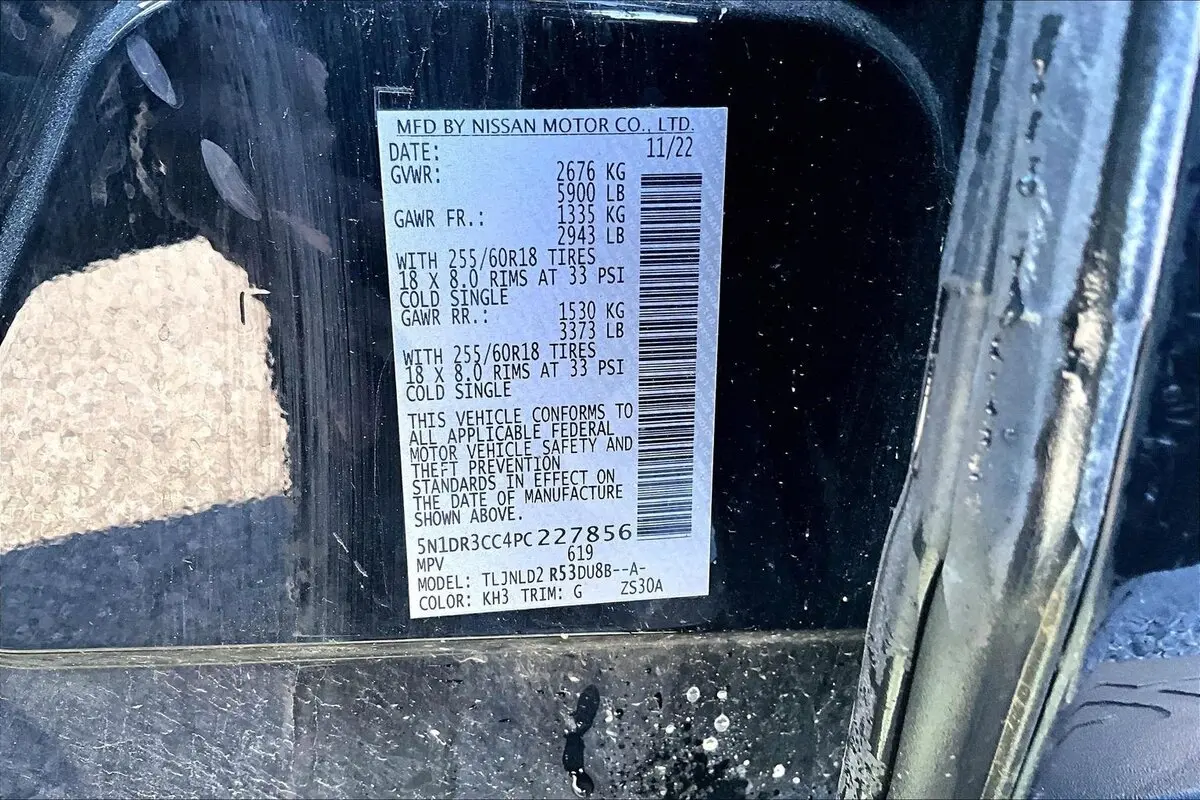 MFD BY NISSAN MOTOR CO., LTD.
DATE: 11/22
GVWR: 2676 KG
5900 LB
GAWR FR.: 1335 KG
2943 LB
WITH 255/60R18 TIRES
18 X 8.0 RIMS AT 33 PSI
COLD SINGLE
GAWR RR.: 1530 KG
3373 LB
WITH 255/60R18 TIRES
18 X 8.0 RIMS AT 33 PSI
COLD SINGLE
THIS VEHICLE CONFORMS TO
ALL APPLICABLE FEDERAL
MOTOR VEHICLE SAFETY AND
THEFT PREVENTION
STANDARDS IN EFFECT ON
THE DATE OF MANUFACTURE
SHOWN ABOVE.
5N1DR3CC4PC227856
MPV 619
MODEL: TLJNLD2 R53DU8B--A-
COLOR: KH3 TRIM: G ZS30A